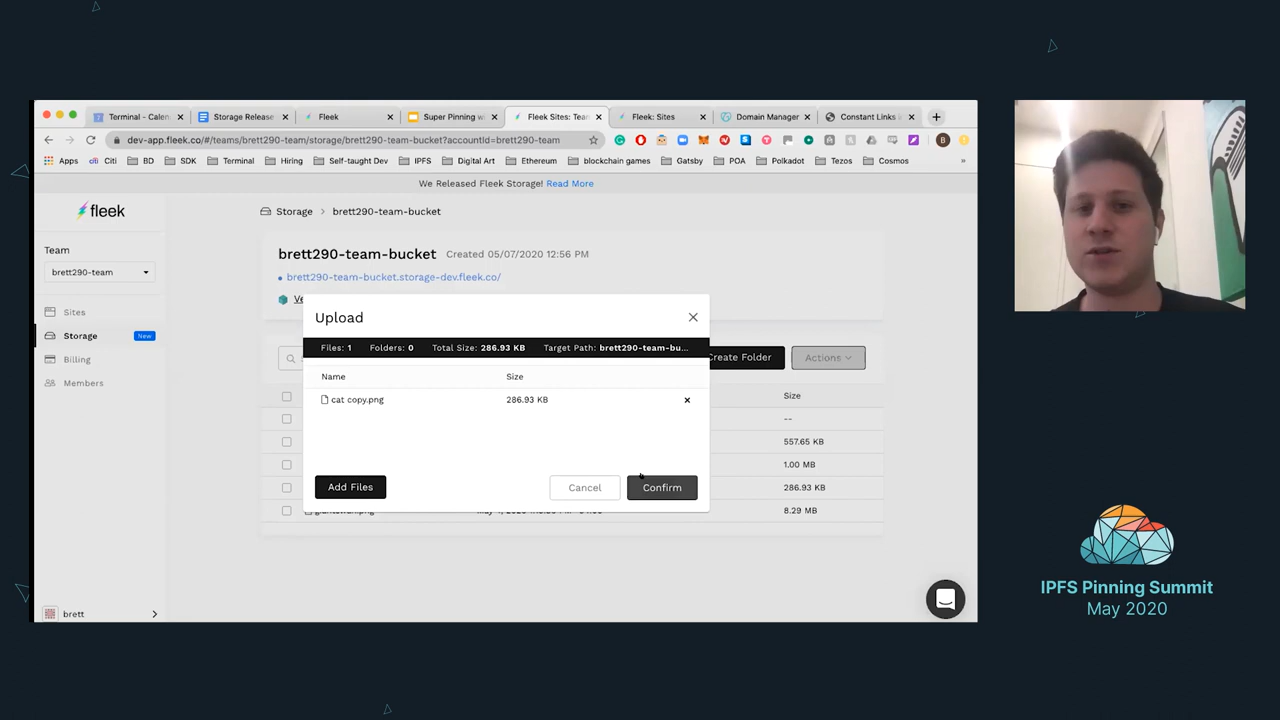 Terminal - Calen
Storage Release
Fleek
Super Pinning w
Fleek Sites: Tear
Fleek: Sites
Domain Manager
Constant Links i
dev-app.fleek.co/#/teams/brett290-team/storage/brett290-team-bucket?accountId=brett290-team
B
Apps
Citi
BD
SDK
Terminal
Hiring
Self-taught Dev
IPFS
Digital Art
Ethereum
blockchain games
Gatsby
POA
Polkadot
Tezos
Cosmos
»
We Released Fleek Storage! Read More
fleek
Storage > brett290-team-bucket
Team
brett290-team
brett290-team-bucket Created 05/07/2020 12:56 PM
brett290-team-bucket.storage-dev.fleek.co/
Ve
Sites
Storage
New
Billing
Members
Upload
Files: 1 Folders: 0 Total Size: 286.93 KB Target Path: brett290-team-bu...
Create Folder
Actions
Name Size
cat copy.png 286.93 KB
Add Files
Cancel
Confirm
Size
--
557.65 KB
1.00 MB
286.93 KB
8.29 MB
brett
IPFS Pinning Summit
May 2020